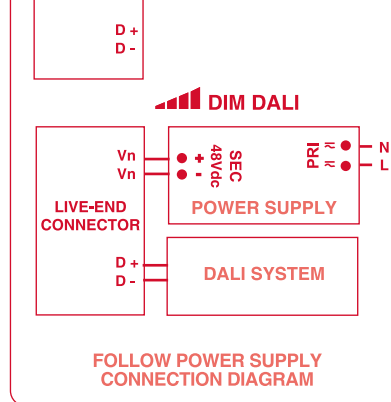 D +
D -
DIM DALI
Vn
Vn
+
-
48Vdc
SEC
PRI
≈
≈
N
L
LIVE-END
CONNECTOR
POWER SUPPLY
D +
D -
DALI SYSTEM
FOLLOW POWER SUPPLY
CONNECTION DIAGRAM